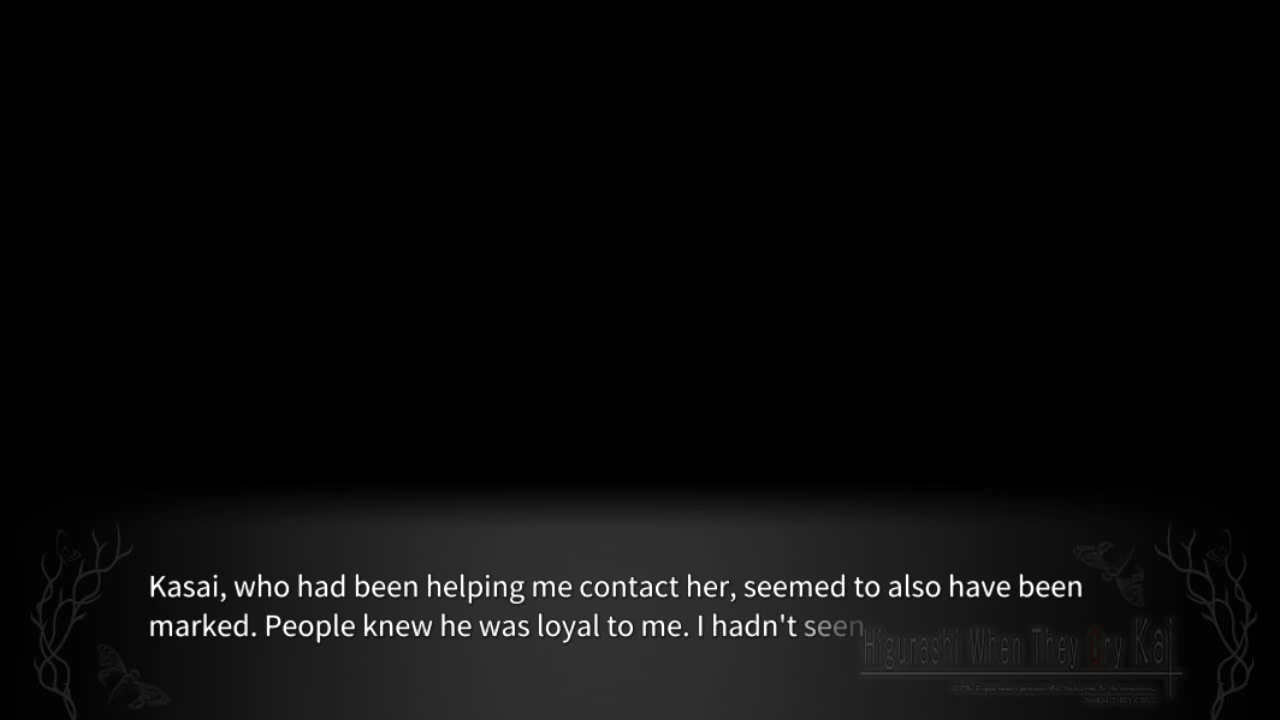 Kasai, who had been helping me contact her, seemed to also have been
marked. People knew he was loyal to me. I hadn't seen
Higurashi When They Cry Kai